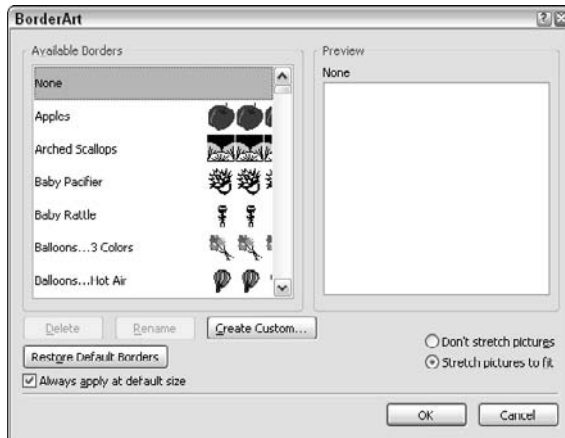 BorderArt
Available Borders
None
Apples
Arched Scallops
Baby Pacifier
Baby Rattle
Balloons...3 Colors
Balloons...Hot Air
Delete
Rename
Create Custom...
Restore Default Borders
Always apply at default size
Preview
None
Don't stretch pictures
Stretch pictures to fit
OK
Cancel